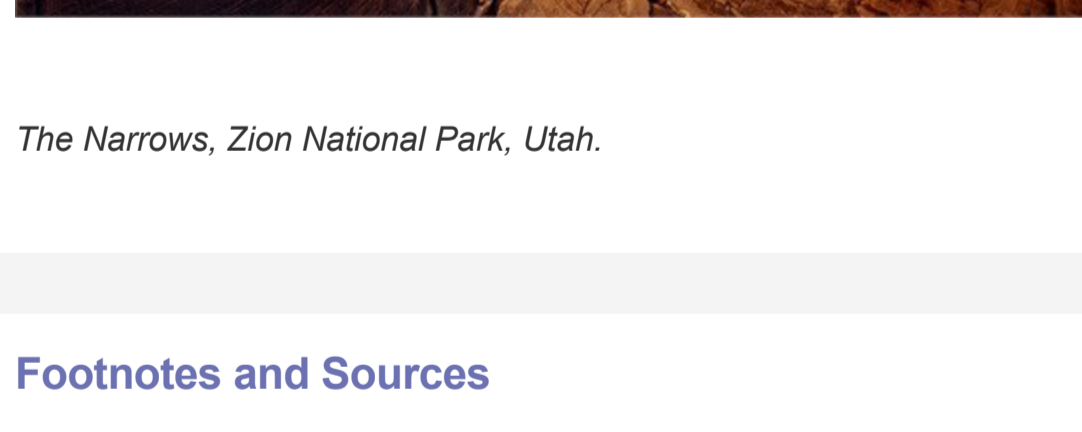 The Narrows, Zion National Park, Utah.
Footnotes and Sources